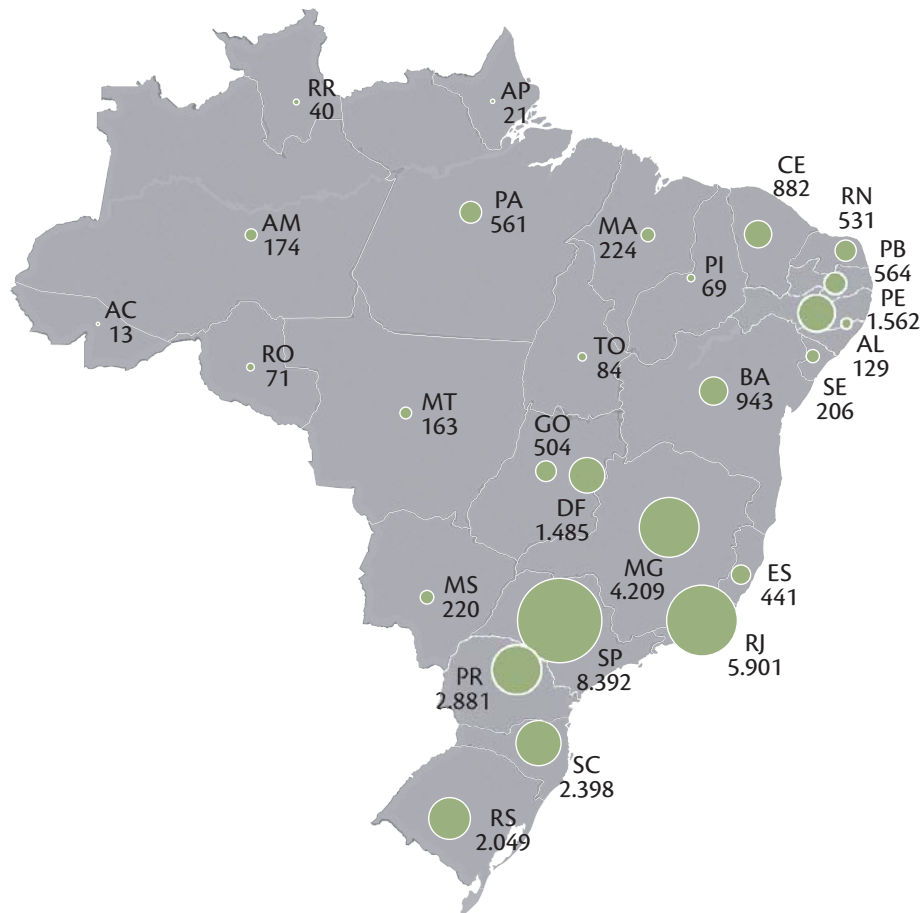 RR
40
AP
21
CE
882
RN
531
AM
174
PA
561
MA
224
PB
564
PI
69
PE
1.562
AC
13
AL
129
RO
71
TO
84
BA
943
SE
206
MT
163
GO
504
DF
1.485
MG
4.209
ES
441
MS
220
RJ
5.901
SP
8.392
PR
2.881
SC
2.398
RS
2.049